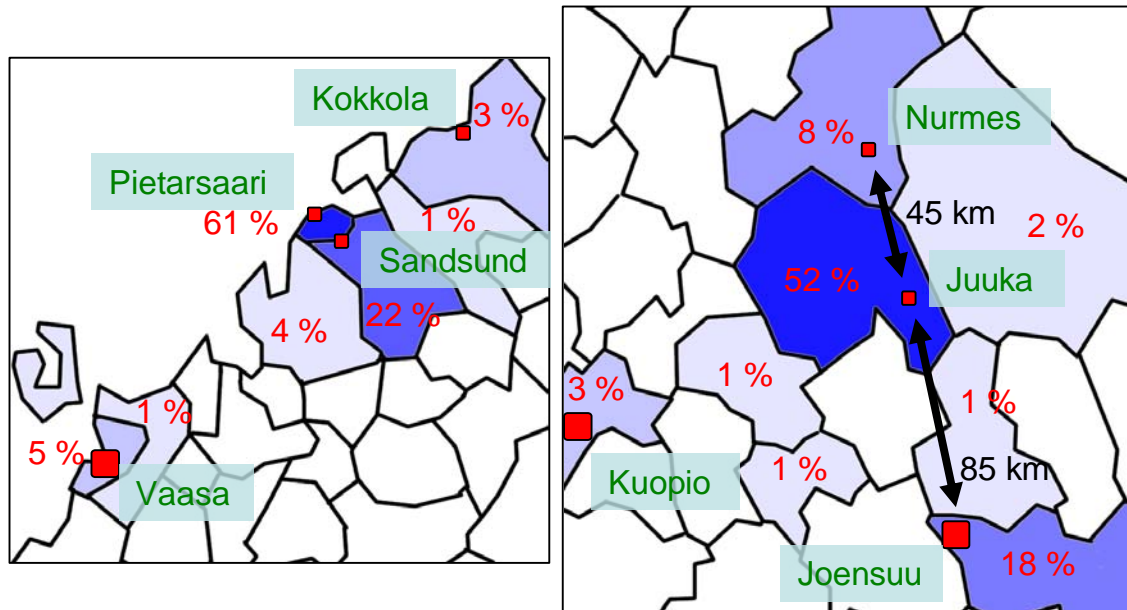 Kokkola
3 %
Pietarsaari
61 %
1 %
Sandsund
4 %
22 %
1 %
5 %
Vaasa
8 %
Nurmes
45 km
2 %
52 %
Juuka
3 %
1 %
1 %
1 %
85 km
Kuopio
Joensuu
18 %